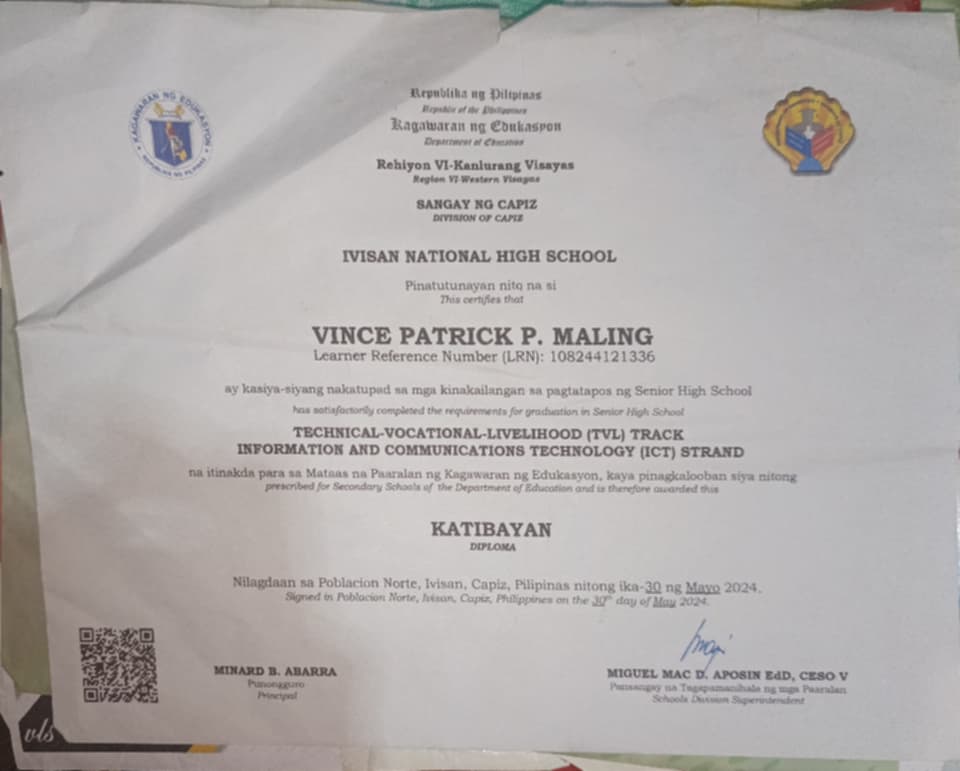 Republika ng Pilipinas
Republic of the Philippines
Kagawaran ng Edukasyon
Department of Education
Rehiyon VI-Kanlurang Visayas
Region VI-Western Visayas
SANGAY NG CAPIZ
DIVISION OF CAPIZ
KAGAWARAN NG EDUKASYON
REPUBLIKA NG PILIPINAS
IVISAN NATIONAL HIGH SCHOOL
Pinatutunayan nito na si
This certifies that
VINCE PATRICK P. MALING
Learner Reference Number (LRN): 108244121336
ay kasiya-siyang nakatupad sa mga kinakailangan sa pagtatapos ng Senior High School
has satisfactorily completed the requirements for graduation in Senior High School
TECHNICAL-VOCATIONAL-LIVELIHOOD (TVL) TRACK
INFORMATION AND COMMUNICATIONS TECHNOLOGY (ICT) STRAND
na itinakda para sa Mataas na Paaralan ng Kagawaran ng Edukasyon, kaya pinagkalooban siya nitong
prescribed for Secondary Schools of the Department of Education and is therefore awarded this
KATIBAYAN
DIPLOMA
Nilagdaan sa Poblacion Norte, Ivisan, Capiz, Pilipinas nitong ika-30 ng Mayo 2024.
Signed in Poblacion Norte, Ivisan, Capiz, Philippines on the 30th day of May 2024.
MINARD B. ABARRA
Punongguro
Principal
MIGUEL MAC D. APOSIN EdD, CESO V
Pansangay na Tagapamanihala ng mga Paaralan
Schools Division Superintendent
vls